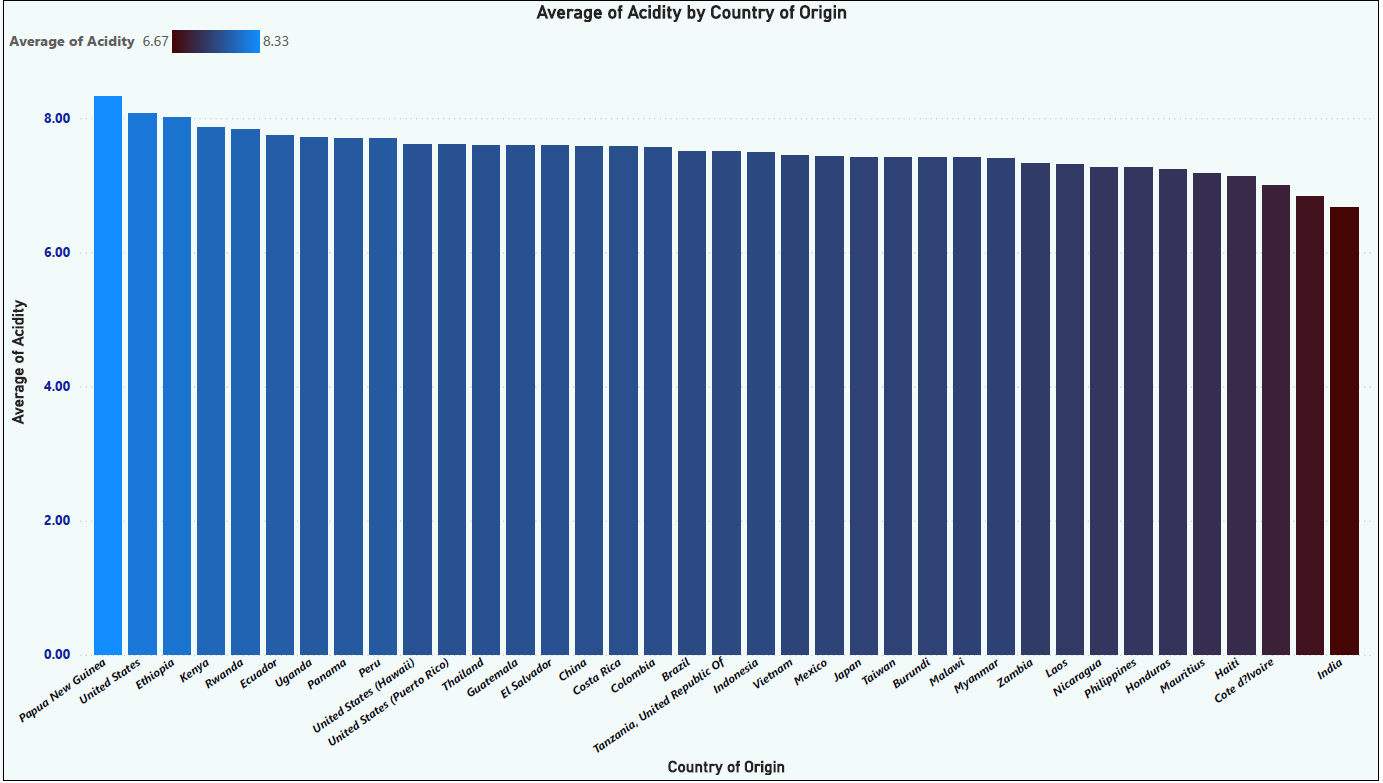 Average of Acidity by Country of Origin
Average of Acidity 6.67 8.33
8.00
6.00
4.00
2.00
0.00
Average of Acidity
Papua New Guinea
United States
Ethiopia
Kenya
Rwanda
Ecuador
Uganda
Panama
Peru
United States (Hawaii)
United States (Puerto Rico)
Thailand
Guatemala
El Salvador
China
Costa Rica
Colombia
Brazil
Tanzania, United Republic Of
Indonesia
Vietnam
Mexico
Japan
Taiwan
Burundi
Malawi
Myanmar
Zambia
Laos
Nicaragua
Philippines
Honduras
Mauritius
Haiti
Cote d?Ivoire
India
Country of Origin